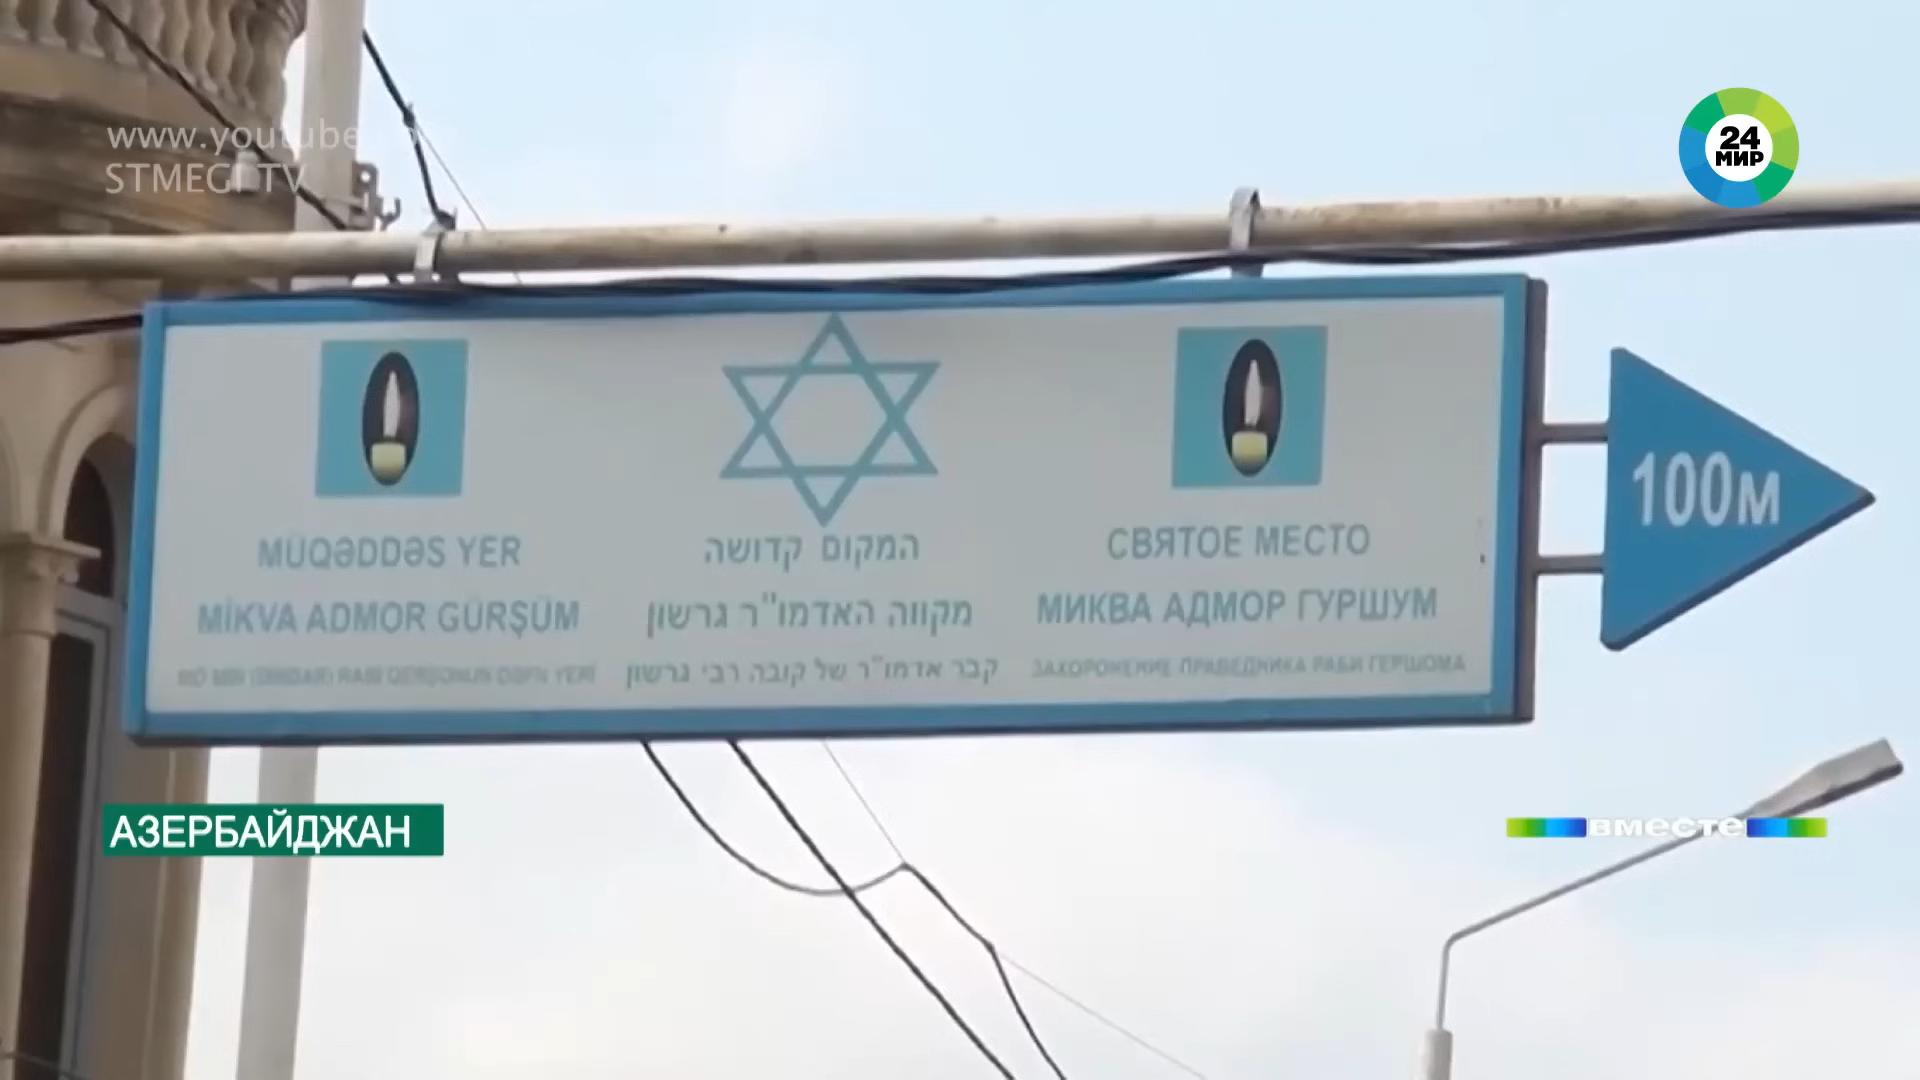 www.youtube
STMEGI TV
24
МИР
MÜQƏDDƏS YER
MİKVA ADMOR GÜRŞÜM
YERI
המקום קדושה
מקווה האדמו"ר גרשון
קבר אדמו"ר של קובה רבי גרשון
СВЯТОЕ МЕСТО
МИКВА АДМОР ГУРШУМ
ЗАХОРОНЕНИЕ ПРАВЕДНИКА РАБИ ГЕРШОМА
100м
АЗЕРБАЙДЖАН
вместе